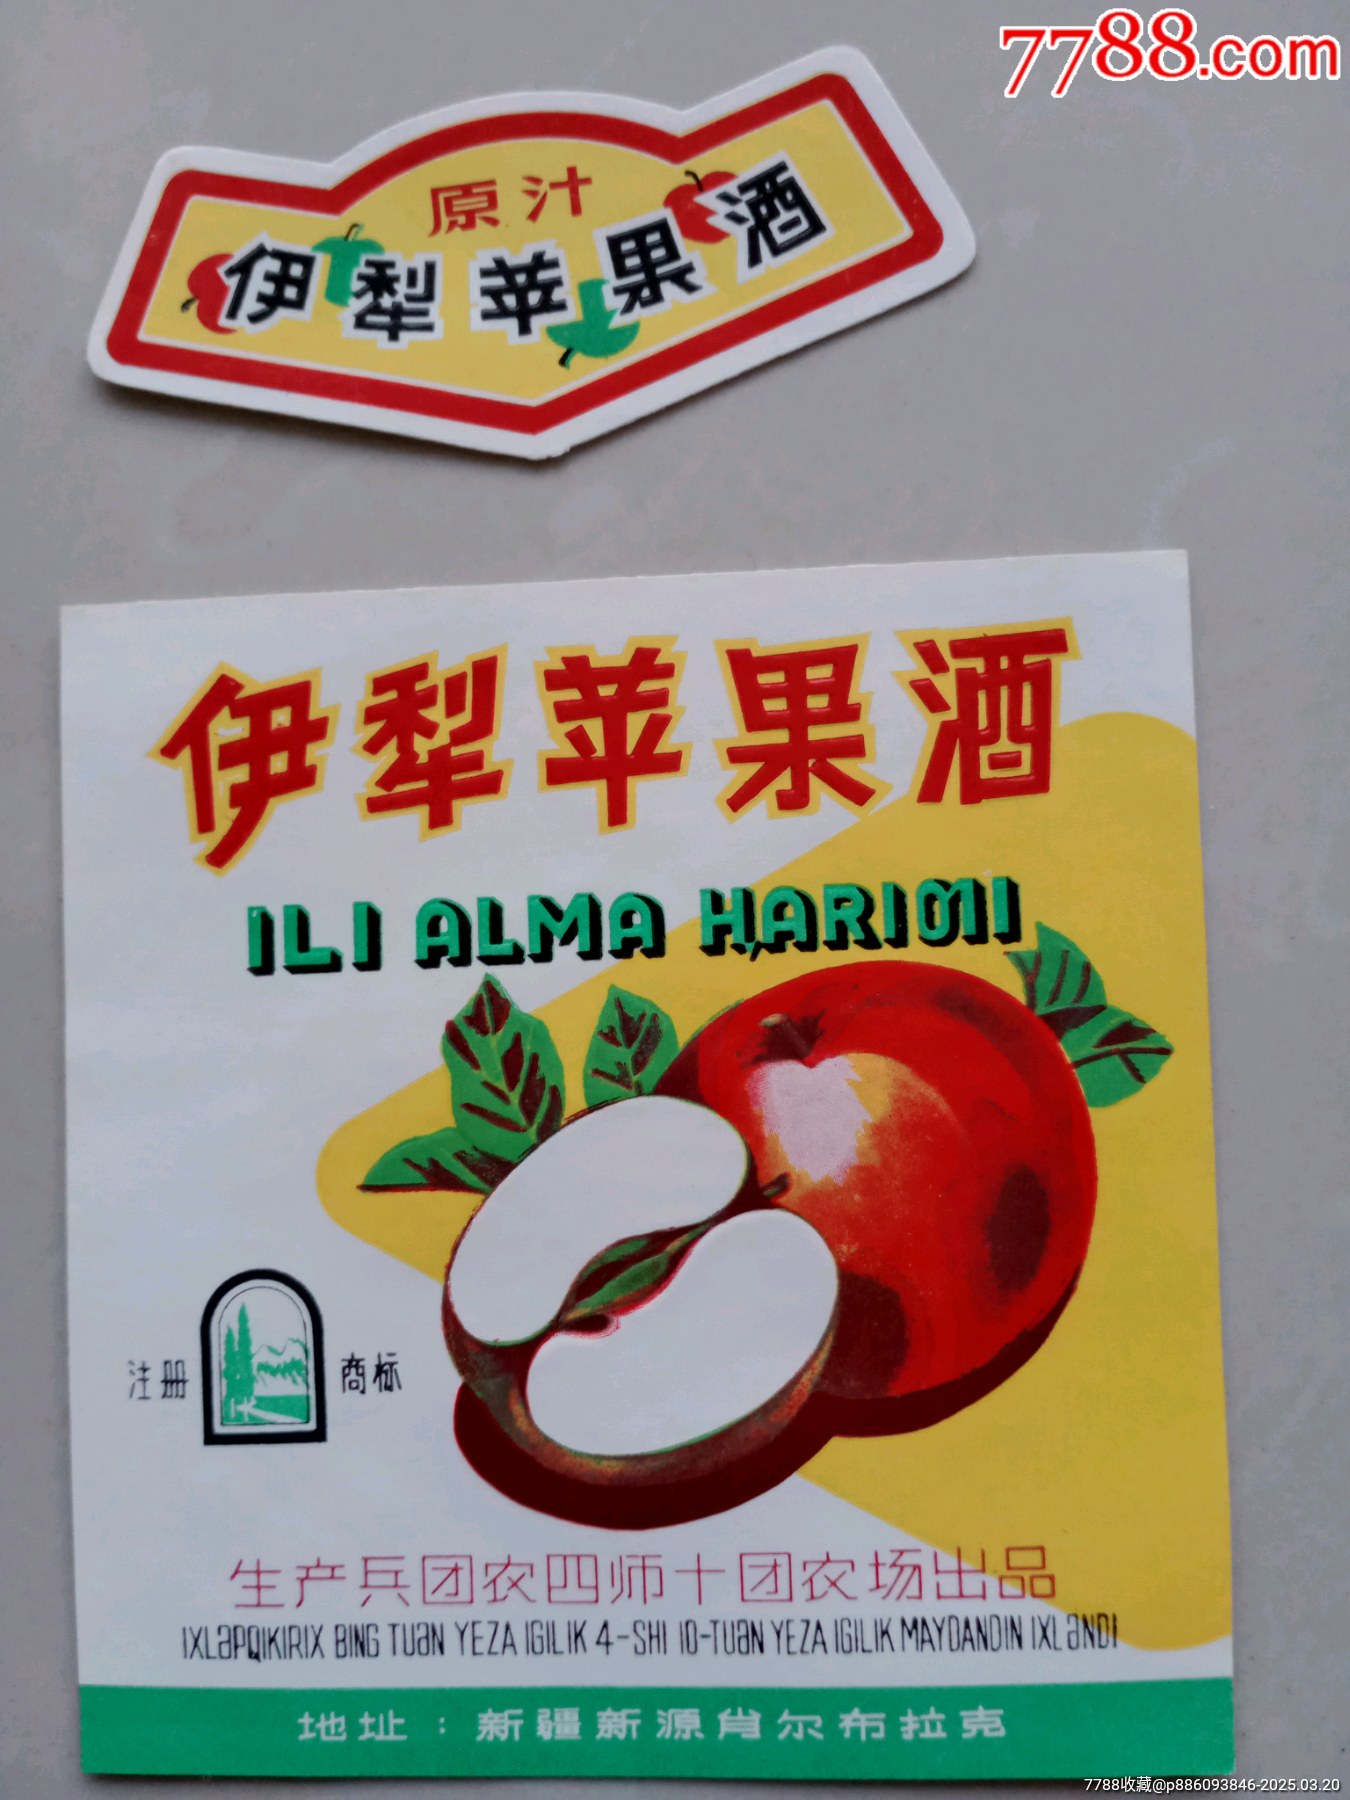 7788.com
原汁
伊犁苹果酒
伊犁苹果酒
ILI ALMA ⱨARIⱪI
注册 商标
生产兵团农四师十团农场出品
IXLƏPQIKIRIX BING TUƏN YEZA IGILIK 4-SHI 10-TUƏN YEZA IGILIK MAYDANDIN IXLƏNDI
地址：新疆新源肖尔布拉克
7788收藏@p886093846-2025.03.20